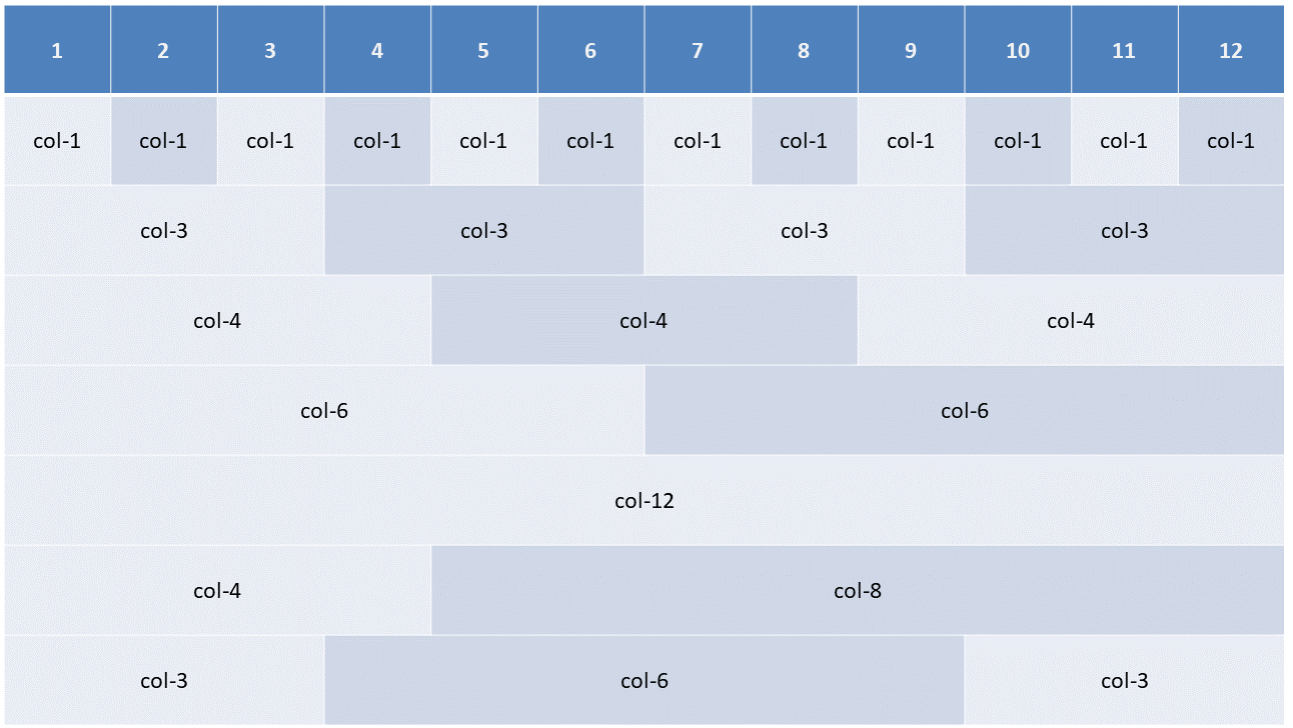 1 2 3 4 5 6 7 8 9 10 11 12
col-1 col-1 col-1 col-1 col-1 col-1 col-1 col-1 col-1 col-1 col-1 col-1
col-3 col-3 col-3 col-3
col-4 col-4 col-4
col-6 col-6
col-12
col-4 col-8
col-3 col-6 col-3